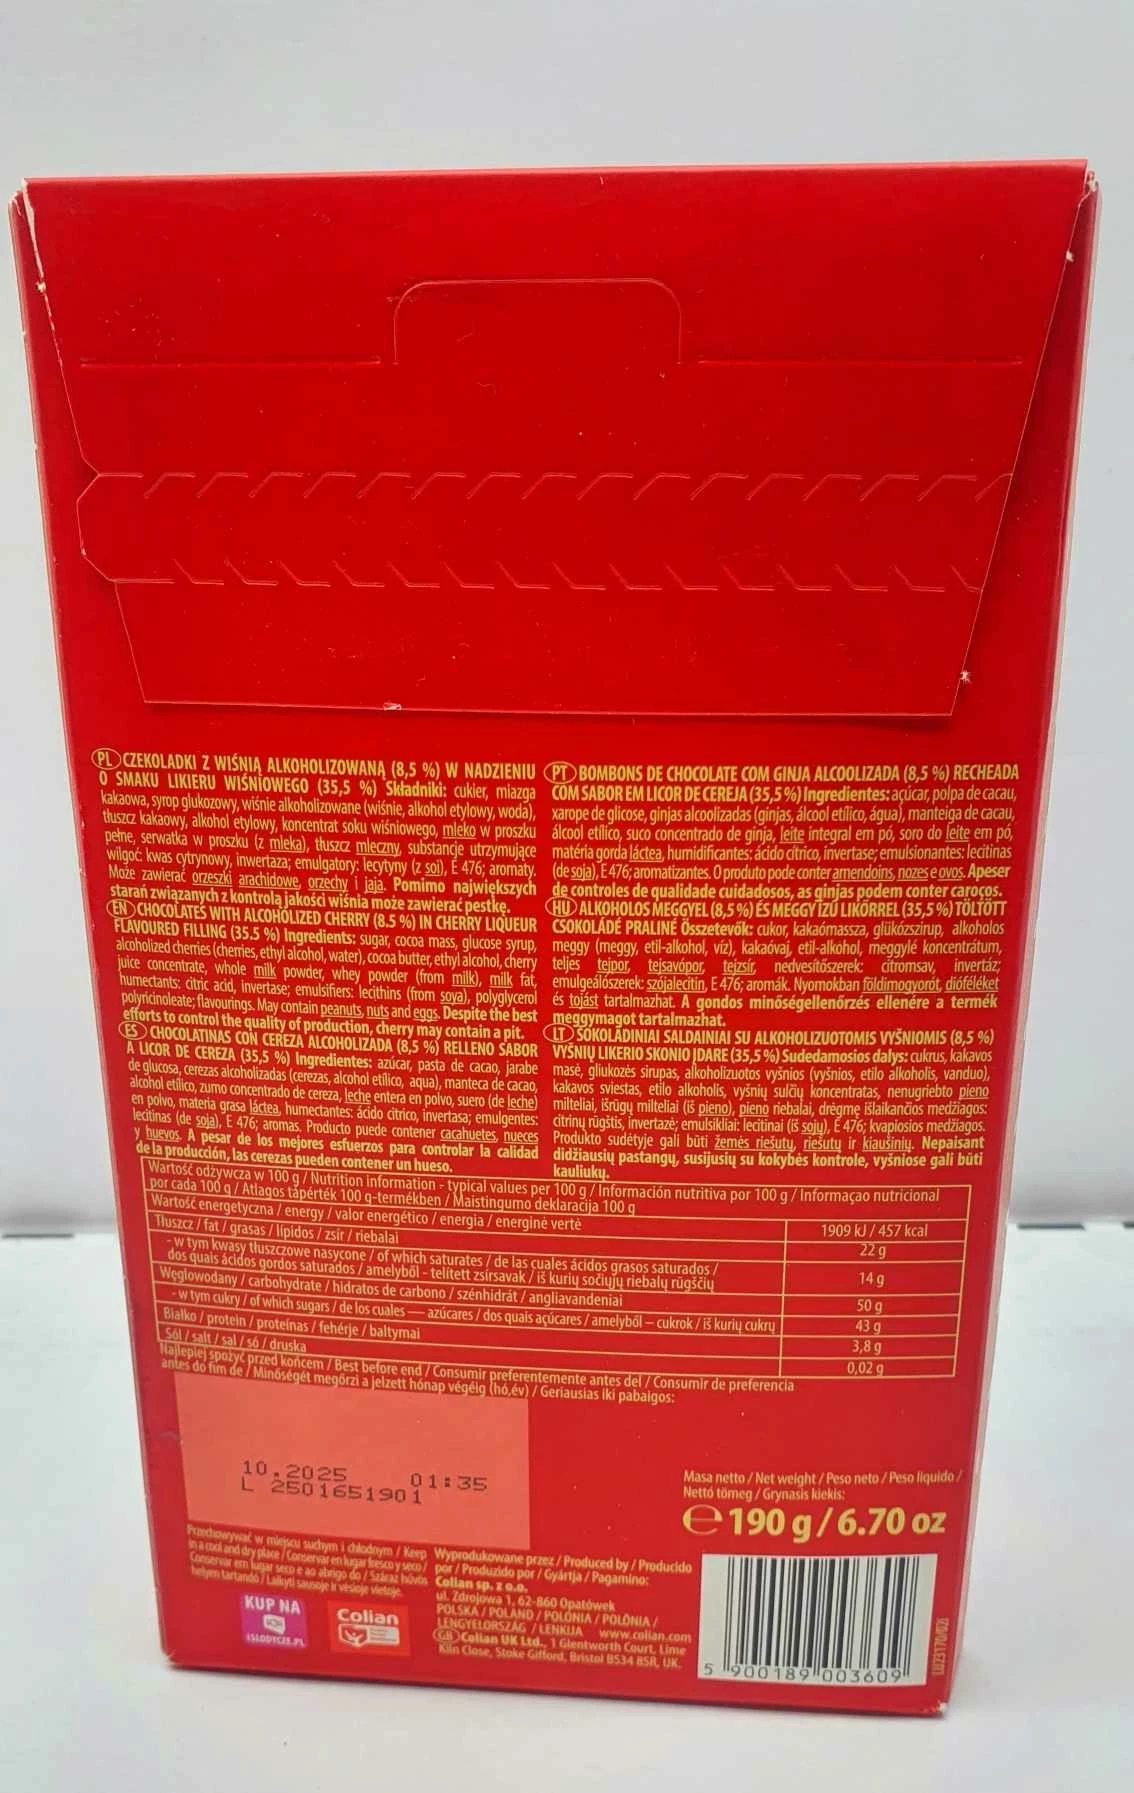 PL CZEKOLADKI Z WIŚNIĄ ALKOHOLIZOWANĄ (8,5 %) W NADZIENIU
O SMAKU LIKIERU WIŚNIOWEGO (35,5 %) Składniki: cukier, miazga
kakaowa, syrop glukozowy, wiśnie alkoholizowane (wiśnie, alkohol etylowy, woda),
tłuszcz kakaowy, alkohol etylowy, koncentrat soku wiśniowego, mleko w proszku
pełne, serwatka w proszku (z mleka), tłuszcz mleczny, substancje utrzymujące
wilgoć: kwas cytrynowy, inwertaza; emulgatory: lecytyny (z soi), E 476; aromaty.
Może zawierać orzeszki arachidowe, orzechy i jaja. Pomimo największych
starań związanych z kontrolą jakości wiśnia może zawierać pestkę.
EN CHOCOLATES WITH ALCOHOLIZED CHERRY (8.5 %) IN CHERRY LIQUEUR
FLAVOURED FILLING (35.5 %) Ingredients: sugar, cocoa mass, glucose syrup,
alcoholized cherries (cherries, ethyl alcohol, water), cocoa butter, ethyl alcohol, cherry
juice concentrate, whole milk powder, whey powder (from milk), milk fat,
humectants: citric acid, invertase; emulsifiers: lecithins (from soya), polyglycerol
polyricinoleate; flavourings. May contain peanuts, nuts and eggs. Despite the best
efforts to control the quality of production, cherry may contain a pit.
ES CHOCOLATINAS CON CEREZA ALCOHOLIZADA (8,5 %) RELLENO SABOR
A LICOR DE CEREZA (35,5 %) Ingredientes: azúcar, pasta de cacao, jarabe
de glucosa, cerezas alcoholizadas (cerezas, alcohol etílico, aqua), manteca de cacao,
alcohol etílico, zumo concentrado de cereza, leche entera en polvo, suero (de leche)
en polvo, materia grasa láctea, humectantes: ácido cítrico, invertasa; emulgentes:
lecitinas (de soja), E 476; aromas. Producto puede contener cacahuetes, nueces
y huevos. A pesar de los mejores esfuerzos para controlar la calidad
de la producción, las cerezas pueden contener un hueso.
PT BOMBONS DE CHOCOLATE COM GINJA ALCOOLIZADA (8,5 %) RECHEADA
COM SABOR EM LICOR DE CEREJA (35,5 %) Ingredientes: açúcar, polpa de cacau,
xarope de glicose, ginjas alcoolizadas (ginjas, álcool etílico, água), manteiga de cacau,
álcool etílico, suco concentrado de ginja, leite integral em pó, soro do leite em pó,
matéria gorda láctea, humidificantes: ácido cítrico, invertase; emulsionantes: lecitinas
(de soja), E 476; aromatizantes. O produto pode conter amendoins, nozes e ovos. Apeser
de controles de qualidade cuidadosos, as ginjas podem conter caroços.
HU ALKOHOLOS MEGGYEL (8,5 %) ÉS MEGGY ÍZŰ LIKŐRREL (35,5 %) TÖLTÖTT
CSOKOLÁDÉ PRALINÉ Összetevők: cukor, kakaómassza, glükózszirup, alkoholos
meggy (meggy, etil-alkohol, víz), kakaóvaj, etil-alkohol, meggylé koncentrátum,
teljes tejpor, tejsavópor, tejzsír, nedvesítőszerek: citromsav, invertáz;
emulgeálószerek: szójalecitin, E 476; aromák. Nyomokban földimogyorót, dióféléket
és tojást tartalmazhat. A gondos minőségellenőrzés ellenére a termék
meggymagot tartalmazhat.
LT ŠOKOLADINIAI SALDAINIAI SU ALKOHOLIZUOTOMIS VYŠNIOMIS (8,5 %)
VYŠNIŲ LIKERIO SKONIO ĮDARE (35,5 %) Sudedamosios dalys: cukrus, kakavos
masė, gliukozės sirupas, alkoholizuotos vyšnios (vyšnios, etilo alkoholis, vanduo),
kakavos sviestas, etilo alkoholis, vyšnių sulčių koncentratas, nenugriebto pieno
milteliai, išrūgų milteliai (iš pieno), pieno riebalai, drėgmę išlaikančios medžiagos:
citrinų rūgštis, invertazė; emulsikliai: lecitinai (iš sojų), E 476; kvapiosios medžiagos.
Produkto sudėtyje gali būti žemės riešutų, riešutų ir kiaušinių. Nepaisant
didžiausių pastangų, susijusių su kokybės kontrole, vyšniose gali būti
kauliukų.
Wartość odżywcza w 100 g / Nutrition information - typical values per 100 g / Información nutritiva por 100 g / Informaçao nutricional
por cada 100 g / Átlagos tápérték 100 g-termékben / Maistingumo deklaracija 100 g
Wartość energetyczna / energy / valor energético / energia / energinė vertė 1909 kJ / 457 kcal
Tłuszcz / fat / grasas / lípidos / zsír / riebalai 22 g
- w tym kwasy tłuszczowe nasycone / of which saturates / de las cuales ácidos grasos saturados /
dos quais ácidos gordos saturados / amelyből - telített zsírsavak / iš kurių sočiųjų riebalų rūgščių 14 g
Węglowodany / carbohydrate / hidratos de carbono / szénhidrát / angliavandeniai 50 g
- w tym cukry / of which sugars / de los cuales — azúcares / dos quais açúcares / amelyből – cukrok / iš kurių cukrų 43 g
Białko / protein / proteínas / fehérje / baltymai 3,8 g
Sól / salt / sal / só / druska 0,02 g
Najlepiej spożyć przed końcem / Best before end / Consumir preferentemente antes del / Consumir de preferencia
antes do fim de / Minőségét megőrzi a jelzett hónap végéig (hó,év) / Geriausias iki pabaigos:
10.2025 01:35
L 2501651901
Masa netto / Net weight / Peso neto / Peso líquido /
Nettó tömeg / Grynasis kiekis:
e 190 g / 6.70 oz
Przechowywać w miejscu suchym i chłodnym / Keep
in a cool and dry place / Conservar en lugar fresco y seco /
Conservar em lugar seco e ao abrigo do / Száraz hűvös
helyen tartandó / Laikyti sausoje ir vėsioje vietoje.
Wyprodukowane przez / Produced by / Producido
por / Produzido por / Gyártja / Pagamino:
Colian sp. z o.o.
ul. Zdrojowa 1, 62-860 Opatówek
POLSKA / POLAND / POLONIA / POLÔNIA /
LENGYELORSZÁG / LENKIJA www.colian.com
GB Colian UK Ltd., 1 Glentworth Court, Lime
Kiln Close, Stoke Gifford, Bristol BS34 8SR, UK.
KUP NA
ISLODYCZE.PL
Colian
5 900189 003609
LU23170/02J